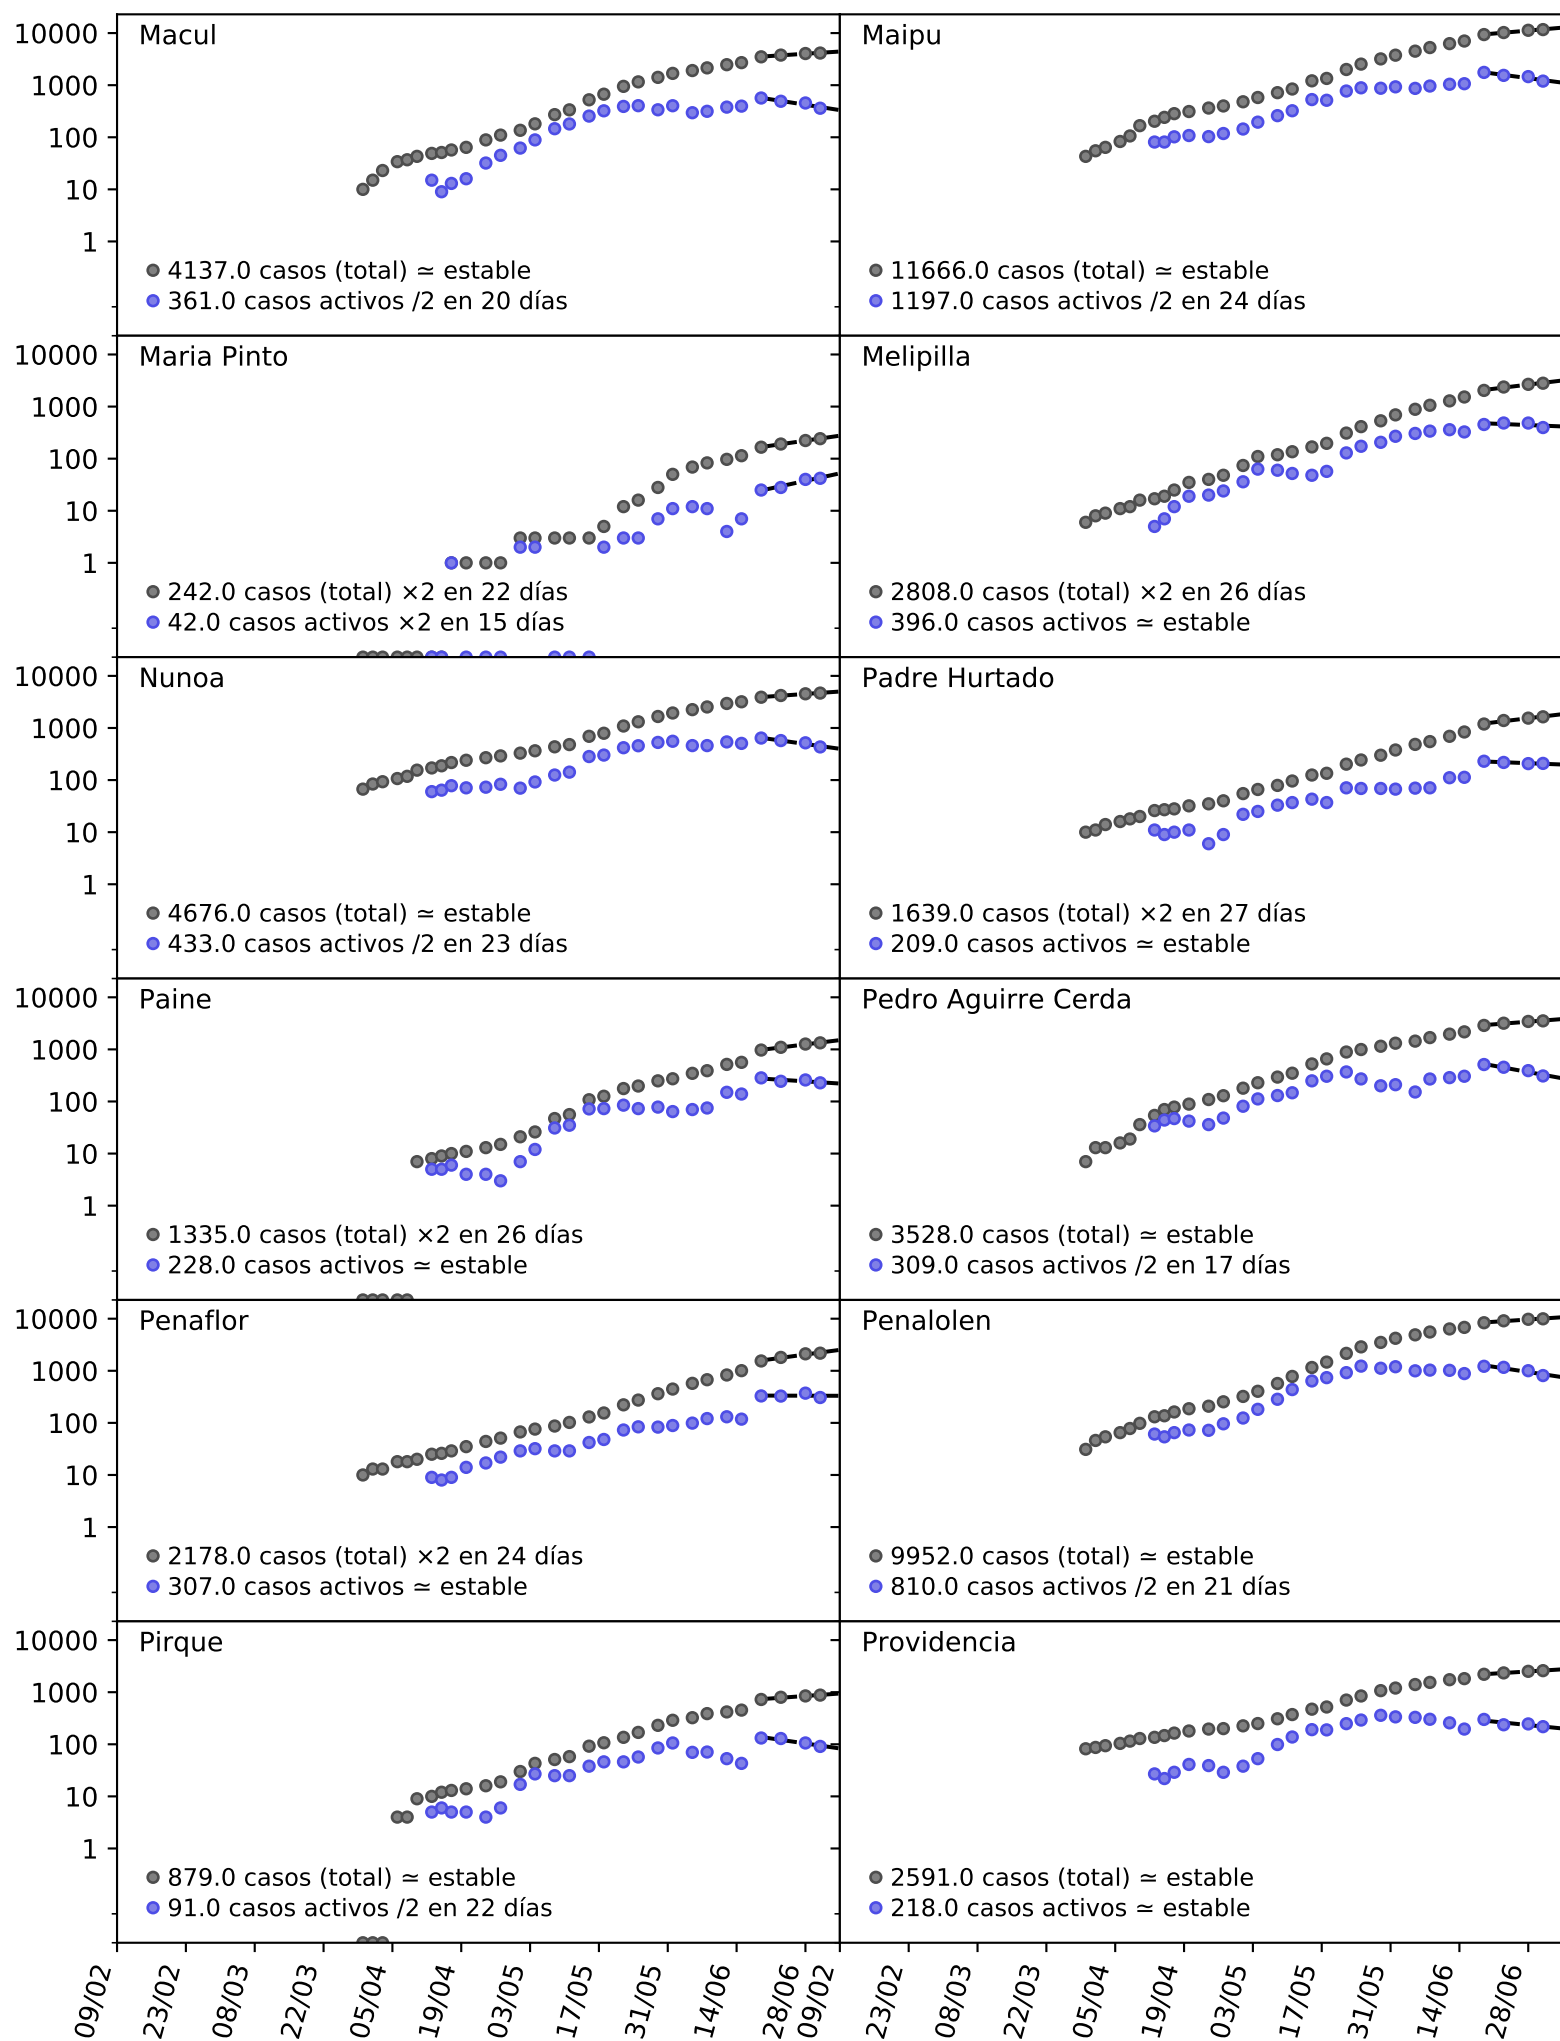 Macul
10000
1000
100
10
1
4137.0 casos (total) ≃ estable
361.0 casos activos /2 en 20 días
Maipu
11666.0 casos (total) ≃ estable
1197.0 casos activos /2 en 24 días
Maria Pinto
10000
1000
100
10
1
242.0 casos (total) ×2 en 22 días
42.0 casos activos ×2 en 15 días
Melipilla
2808.0 casos (total) ×2 en 26 días
396.0 casos activos ≃ estable
Nunoa
10000
1000
100
10
1
4676.0 casos (total) ≃ estable
433.0 casos activos /2 en 23 días
Padre Hurtado
1639.0 casos (total) ×2 en 27 días
209.0 casos activos ≃ estable
Paine
10000
1000
100
10
1
1335.0 casos (total) ×2 en 26 días
228.0 casos activos ≃ estable
Pedro Aguirre Cerda
3528.0 casos (total) ≃ estable
309.0 casos activos /2 en 17 días
Penaflor
10000
1000
100
10
1
2178.0 casos (total) ×2 en 24 días
307.0 casos activos ≃ estable
Penalolen
9952.0 casos (total) ≃ estable
810.0 casos activos /2 en 21 días
Pirque
10000
1000
100
10
1
879.0 casos (total) ≃ estable
91.0 casos activos /2 en 22 días
Providencia
2591.0 casos (total) ≃ estable
218.0 casos activos ≃ estable
09/02
23/02
08/03
22/03
05/04
19/04
03/05
17/05
31/05
14/06
28/06
09/02
23/02
08/03
22/03
05/04
19/04
03/05
17/05
31/05
14/06
28/06